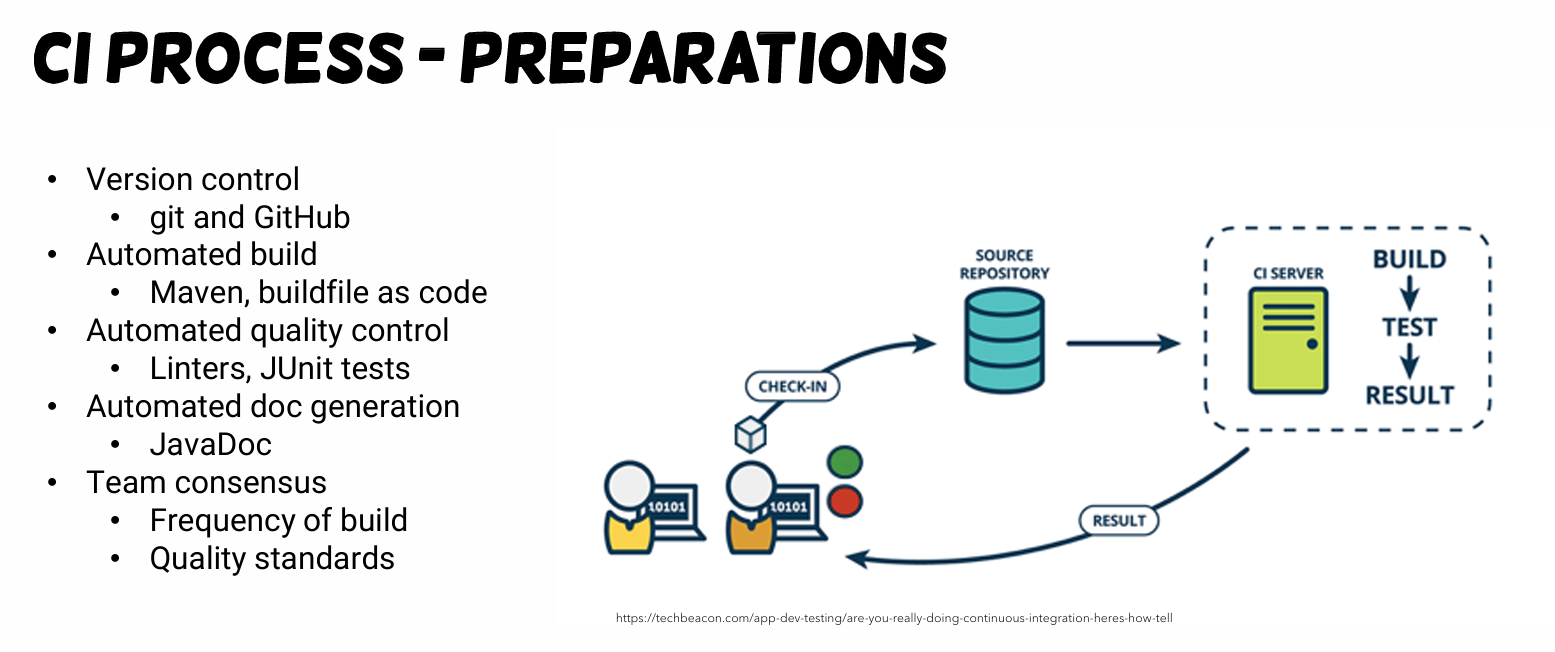 CI PROCESS - PREPARATIONS
• Version control
• git and GitHub
• Automated build
• Maven, buildfile as code
• Automated quality control
• Linters, JUnit tests
• Automated doc generation
• JavaDoc
• Team consensus
• Frequency of build
• Quality standards
SOURCE
REPOSITORY
CI SERVER
BUILD
TEST
RESULT
CHECK-IN
10101
10101
RESULT
https://techbeacon.com/app-dev-testing/are-you-really-doing-continuous-integration-heres-how-tell